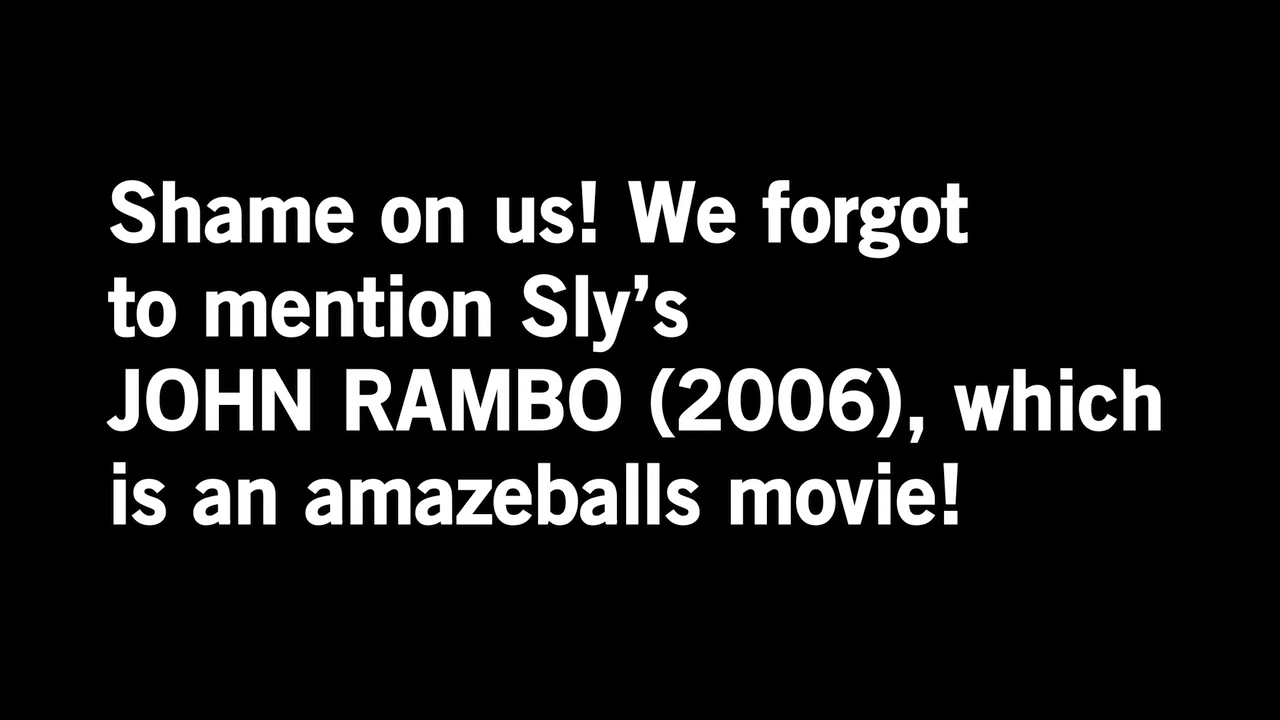 Shame on us! We forgot
to mention Sly’s
JOHN RAMBO (2006), which
is an amazeballs movie!